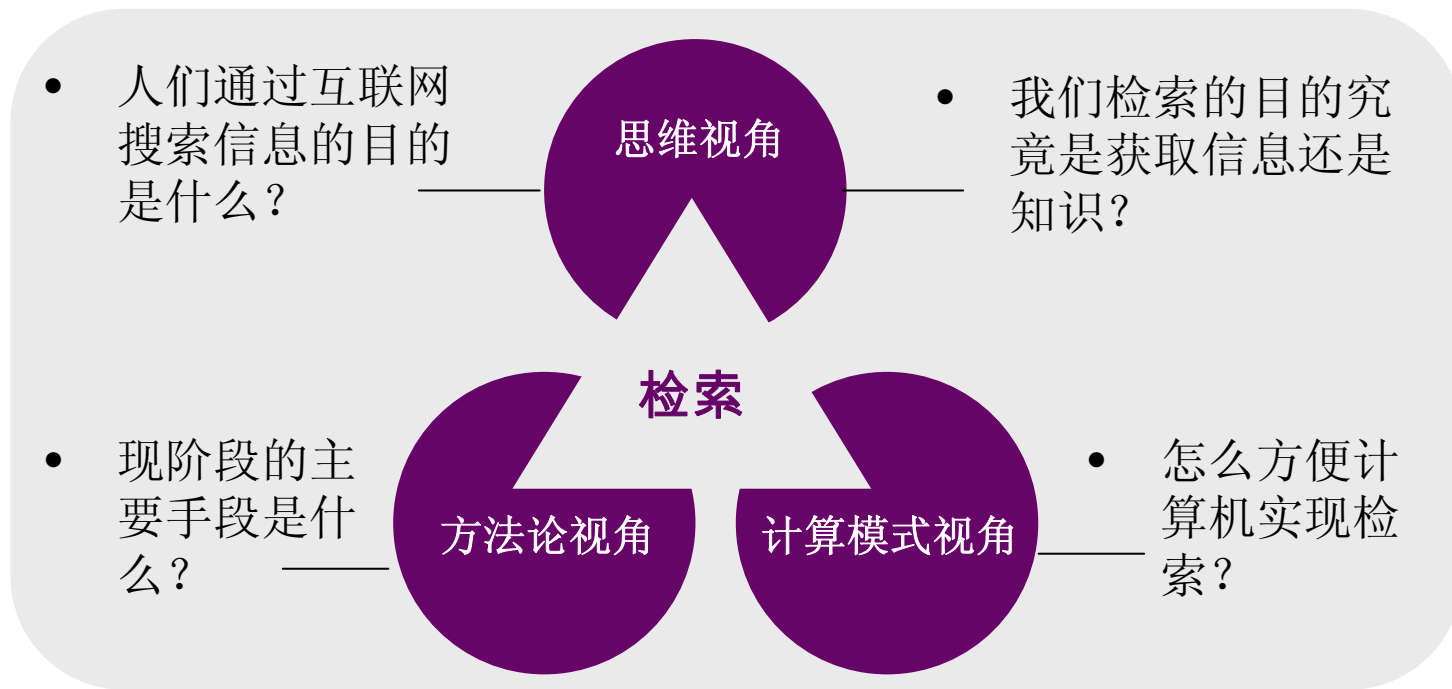 • 人们通过互联网
搜索信息的目的
是什么？
思维视角
• 我们检索的目的究
竟是获取信息还是
知识？
检索
• 现阶段的主
要手段是什
么？
方法论视角
计算模式视角
• 怎么方便计
算机实现检
索？